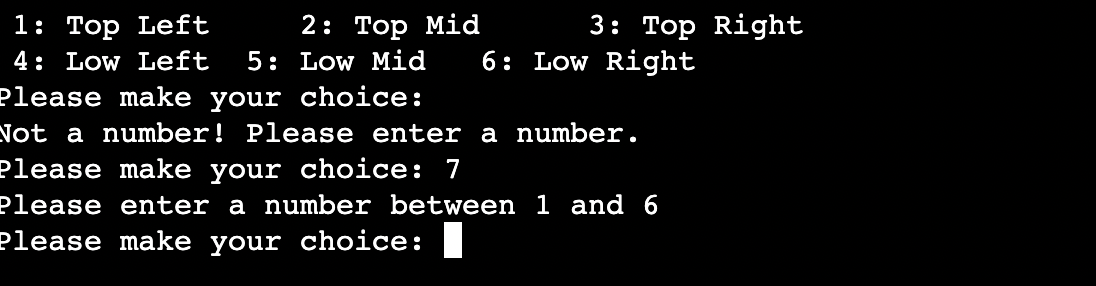 1: Top Left 2: Top Mid 3: Top Right
4: Low Left 5: Low Mid 6: Low Right
Please make your choice:
Not a number! Please enter a number.
Please make your choice: 7
Please enter a number between 1 and 6
Please make your choice: